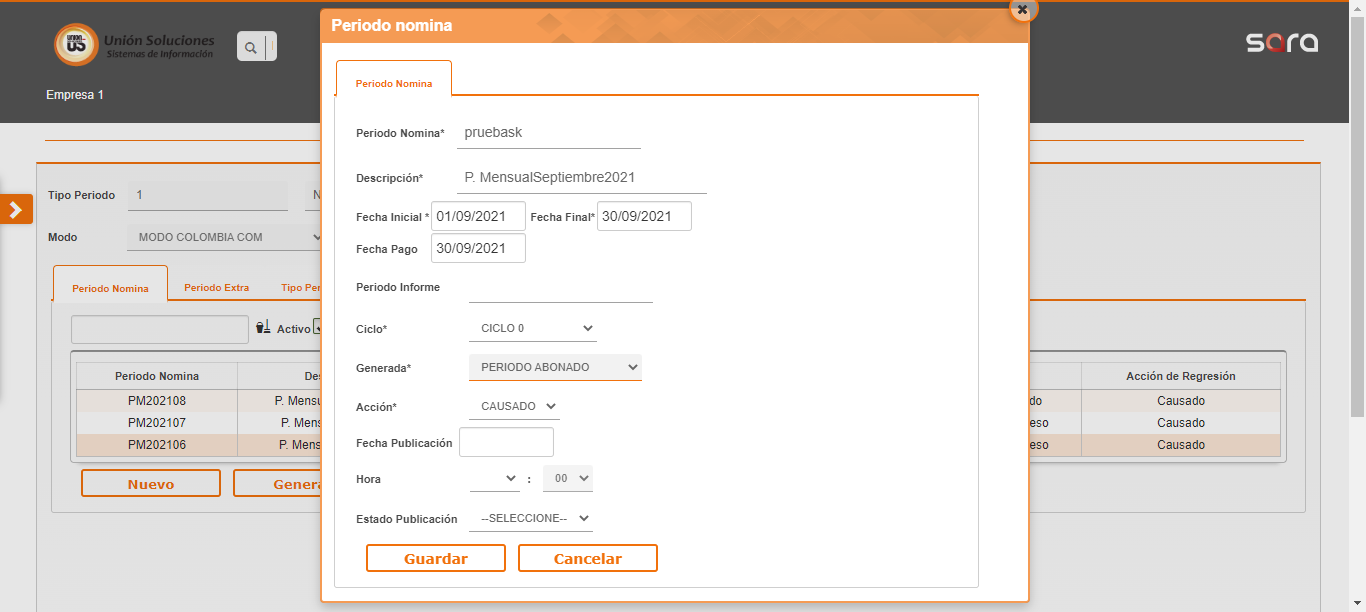 Periodo nomina
Unión Soluciones
Sistemas de Información
sara
Empresa 1
Periodo Nomina
Periodo Nomina* pruebask
Descripción* P. MensualSeptiembre2021
Fecha Inicial * 01/09/2021 Fecha Final* 30/09/2021
Fecha Pago 30/09/2021
Periodo Informe
Ciclo* CICLO 0
Generada* PERIODO ABONADO
Acción* CAUSADO
Fecha Publicación
Hora : 00
Estado Publicación --SELECCIONE--
Guardar Cancelar
Tipo Periodo 1 N
Modo MODO COLOMBIA COM
Periodo Nomina Periodo Extra Tipo Per
Activo
Periodo Nomina Des Acción de Regresión
PM202108 P. Mensu do Causado
PM202107 P. Mens eso Causado
PM202106 P. Mens eso Causado
Nuevo Genera